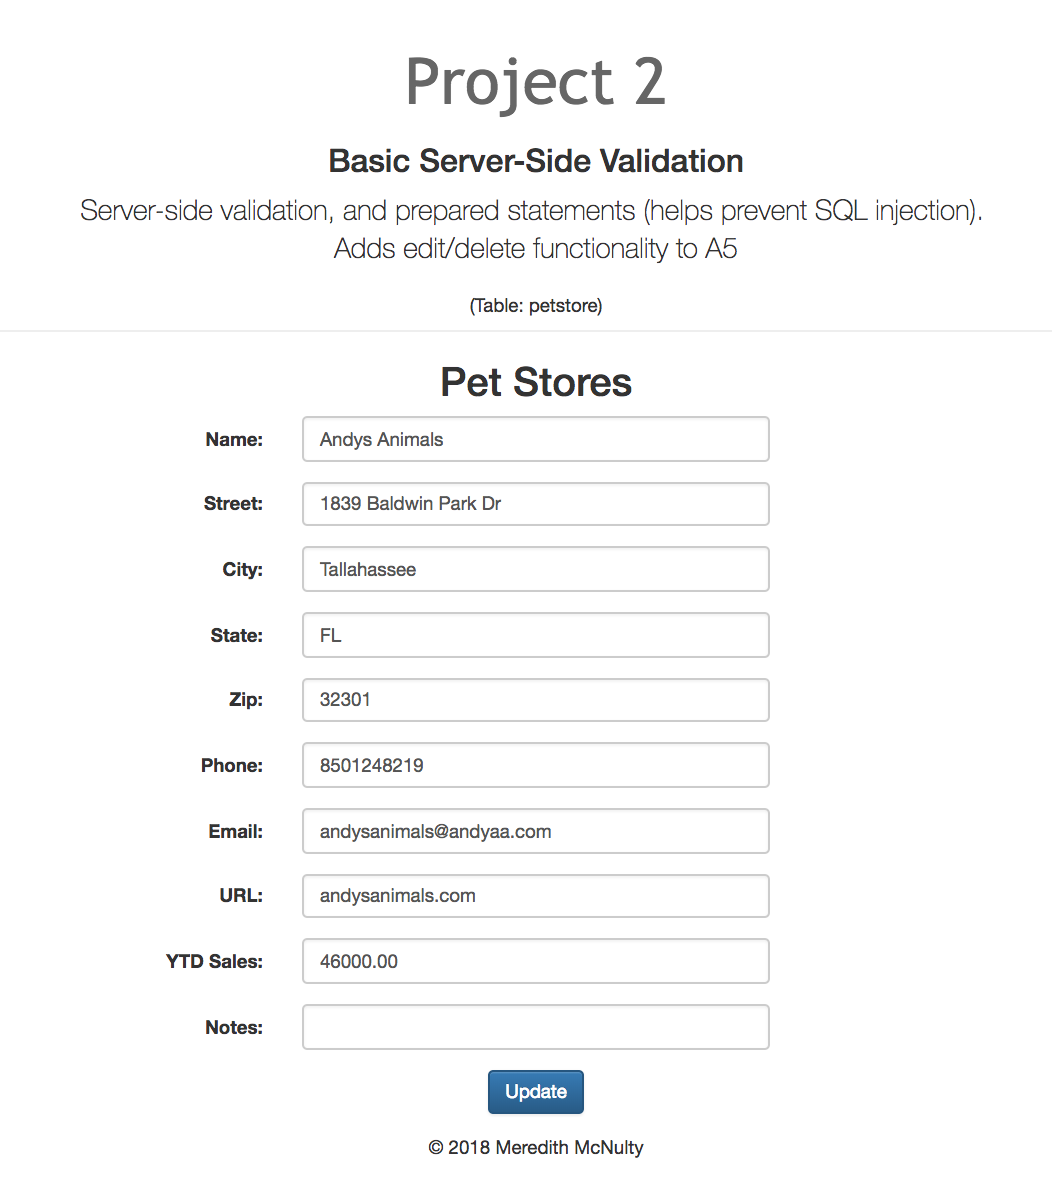 Project 2
Basic Server-Side Validation
Server-side validation, and prepared statements (helps prevent SQL injection).
Adds edit/delete functionality to A5
(Table: petstore)
Pet Stores
Name: Andys Animals
Street: 1839 Baldwin Park Dr
City: Tallahassee
State: FL
Zip: 32301
Phone: 8501248219
Email: andysanimals@andyaa.com
URL: andysanimals.com
YTD Sales: 46000.00
Notes:
Update
© 2018 Meredith McNulty